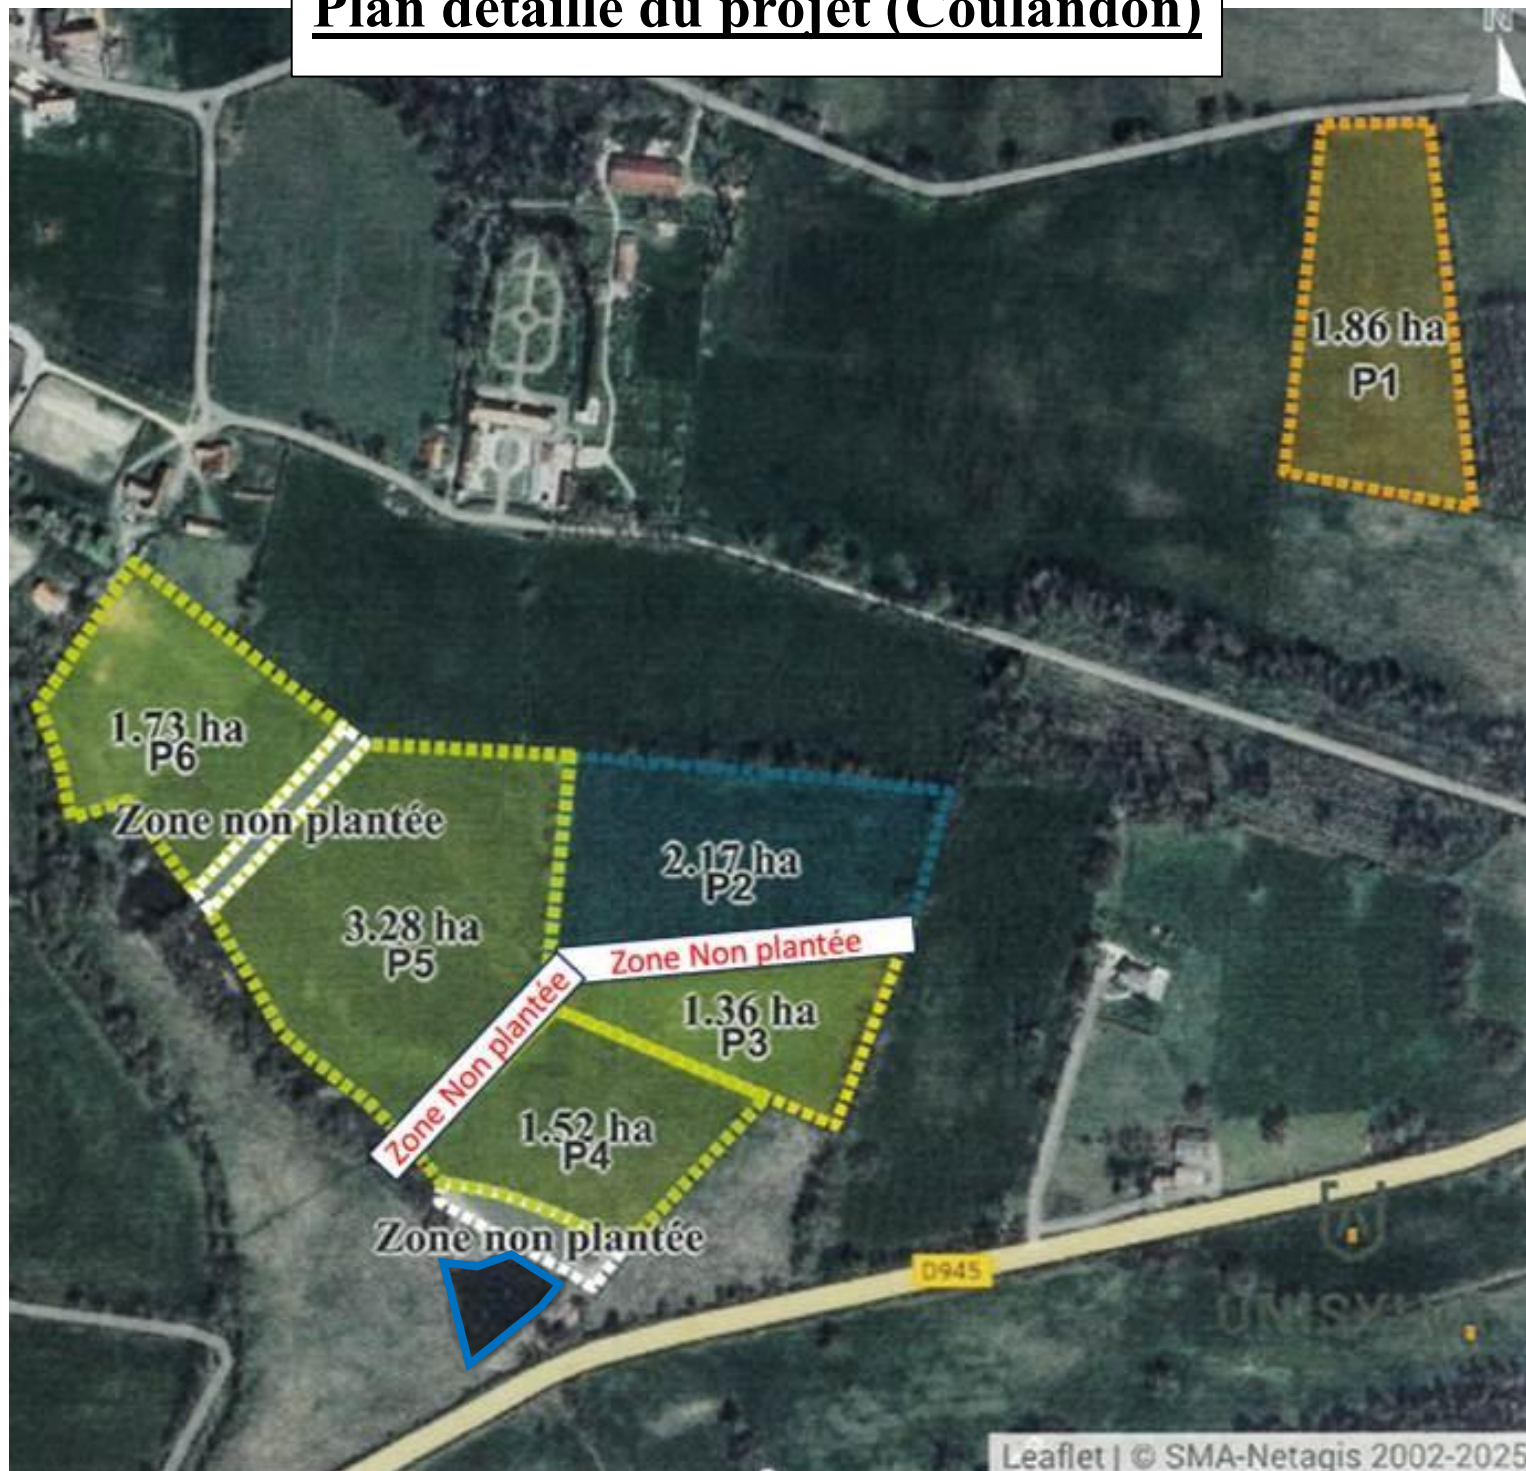 Plan détaillé du projet (Coulandon)
N
1.86 ha
P1
1.73 ha
P6
Zone non plantée
2.17 ha
P2
3.28 ha
P5
Zone Non plantée
1.36 ha
P3
Zone Non plantée
1.52 ha
P4
Zone non plantée
D945
UNISYLVA
Leaflet | © SMA-Netagis 2002-2025